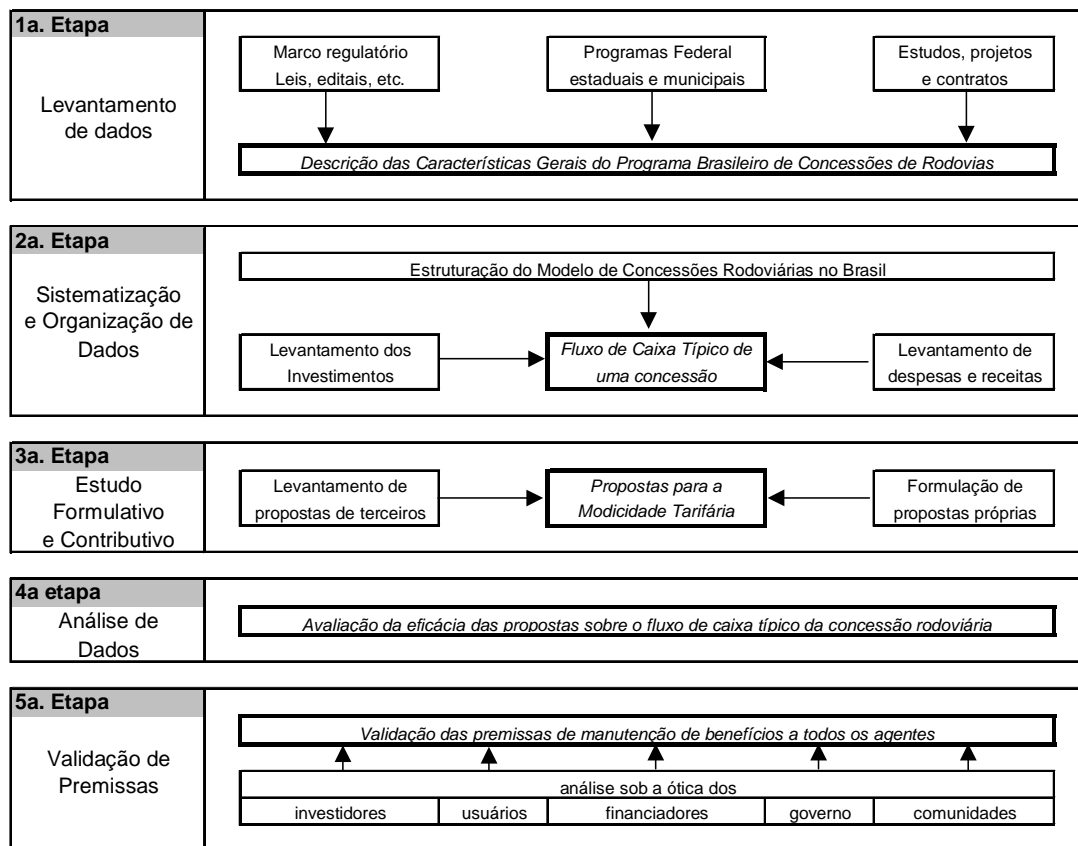 1a. Etapa
Levantamento
de dados
Marco regulatório
Leis, editais, etc.
Programas Federal
estaduais e municipais
Estudos, projetos
e contratos
Descrição das Características Gerais do Programa Brasileiro de Concessões de Rodovias
2a. Etapa
Sistematização
e Organização de
Dados
Estruturação do Modelo de Concessões Rodoviárias no Brasil
Levantamento dos
Investimentos
Fluxo de Caixa Típico de
uma concessão
Levantamento de
despesas e receitas
3a. Etapa
Estudo
Formulativo
e Contributivo
Levantamento de
propostas de terceiros
Propostas para a
Modicidade Tarifária
Formulação de
propostas próprias
4a etapa
Análise de
Dados
Avaliação da eficácia das propostas sobre o fluxo de caixa típico da concessão rodoviária
5a. Etapa
Validação de
Premissas
Validação das premissas de manutenção de benefícios a todos os agentes
análise sob a ótica dos
investidores usuários financiadores governo comunidades